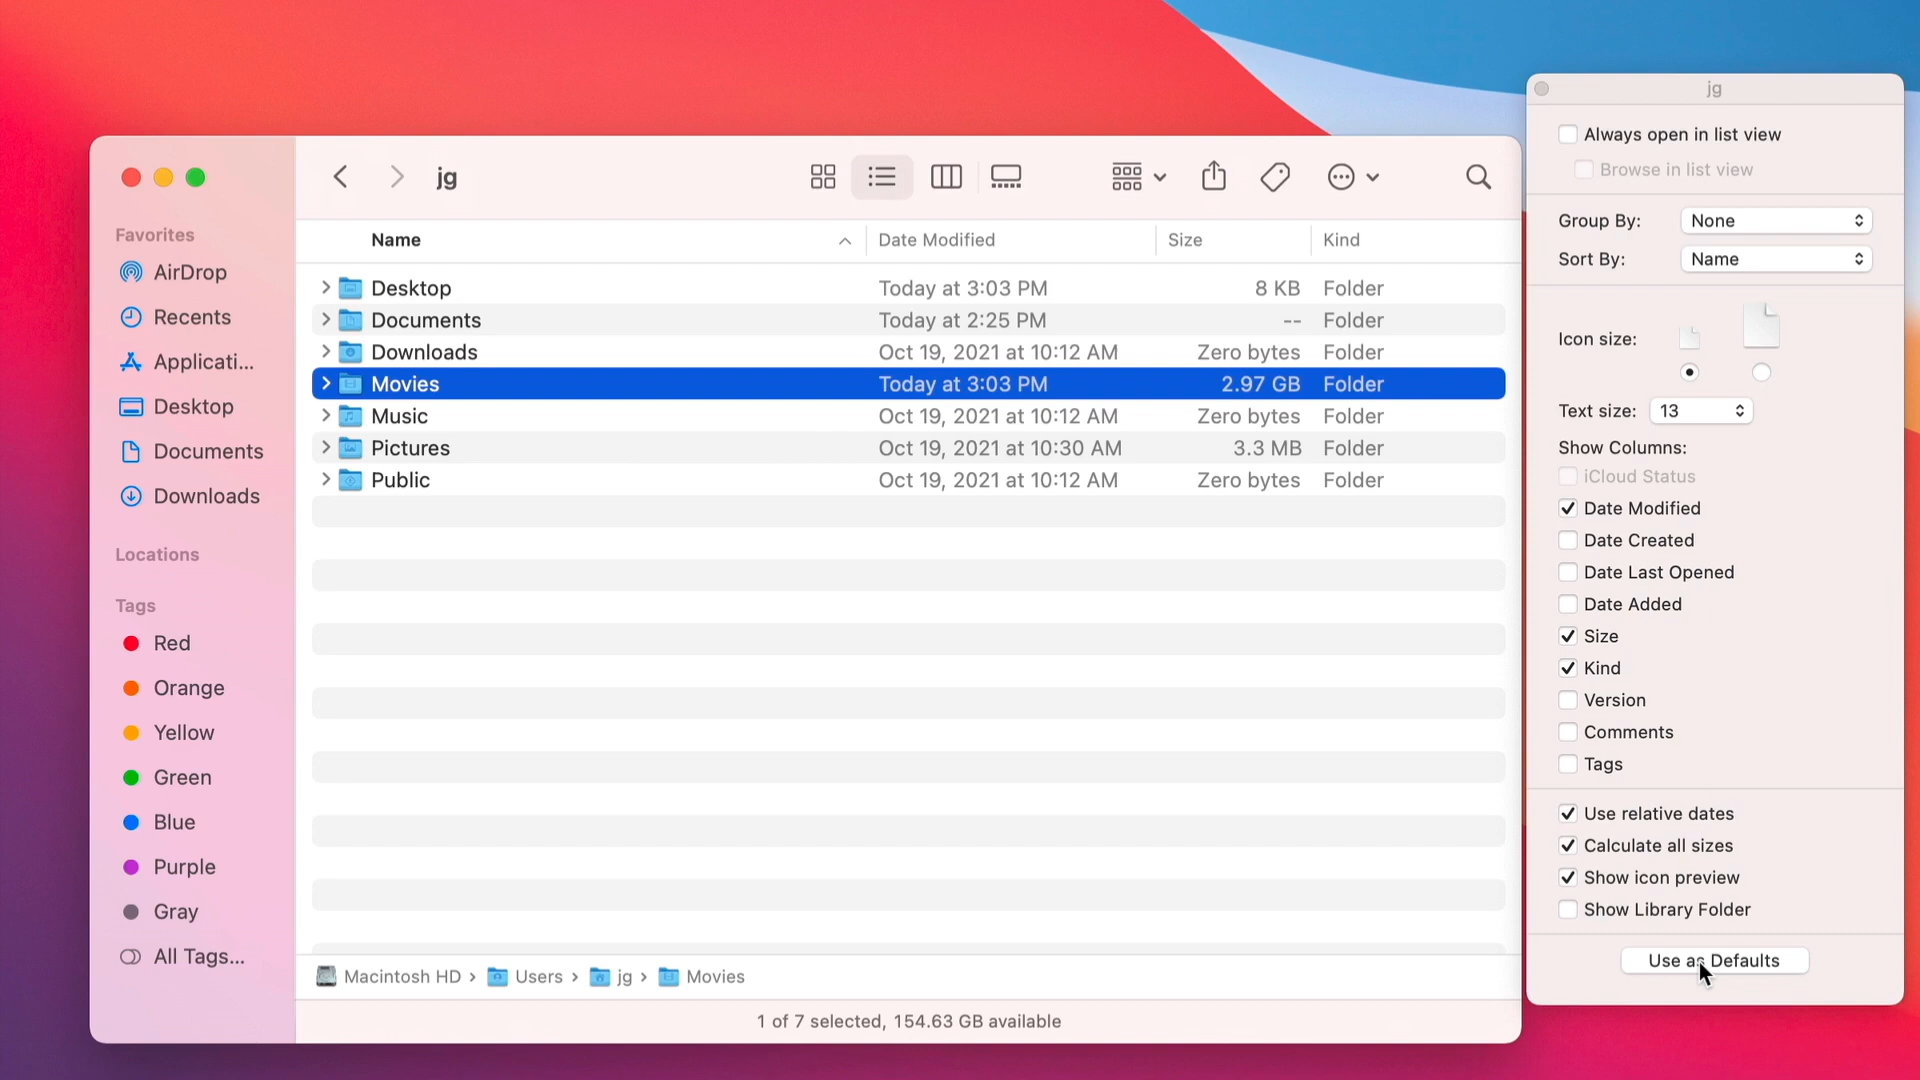 jg
Favorites
AirDrop
Recents
Applicati...
Desktop
Documents
Downloads
Locations
Tags
Red
Orange
Yellow
Green
Blue
Purple
Gray
All Tags...
Name Date Modified Size Kind
Desktop Today at 3:03 PM 8 KB Folder
Documents Today at 2:25 PM -- Folder
Downloads Oct 19, 2021 at 10:12 AM Zero bytes Folder
Movies Today at 3:03 PM 2.97 GB Folder
Music Oct 19, 2021 at 10:12 AM Zero bytes Folder
Pictures Oct 19, 2021 at 10:30 AM 3.3 MB Folder
Public Oct 19, 2021 at 10:12 AM Zero bytes Folder
Macintosh HD › Users › jg › Movies
1 of 7 selected, 154.63 GB available
jg
Always open in list view
Browse in list view
Group By: None
Sort By: Name
Icon size:
Text size: 13
Show Columns:
iCloud Status
Date Modified
Date Created
Date Last Opened
Date Added
Size
Kind
Version
Comments
Tags
Use relative dates
Calculate all sizes
Show icon preview
Show Library Folder
Use as Defaults